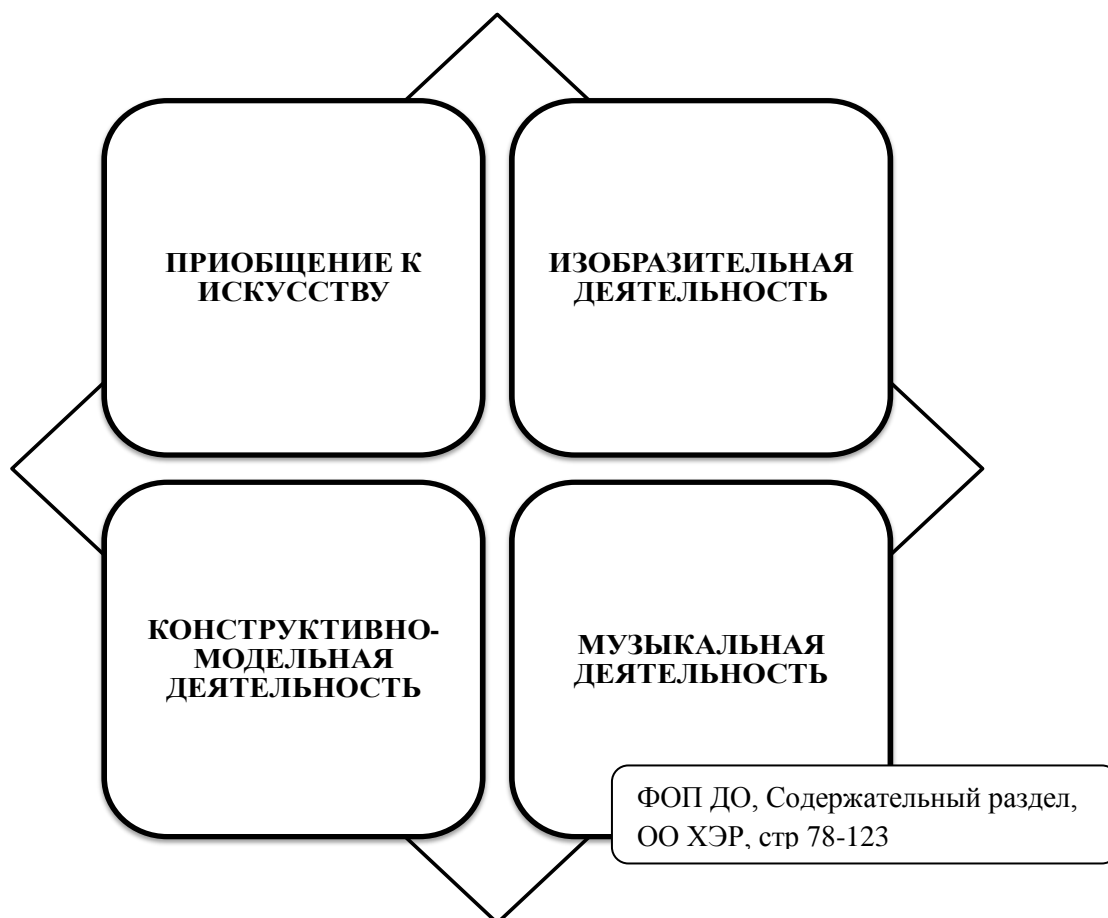 ПРИОБЩЕНИЕ К
ИСКУССТВУ
ИЗОБРАЗИТЕЛЬНАЯ
ДЕЯТЕЛЬНОСТЬ
КОНСТРУКТИВНО-
МОДЕЛЬНАЯ
ДЕЯТЕЛЬНОСТЬ
МУЗЫКАЛЬНАЯ
ДЕЯТЕЛЬНОСТЬ
ФОП ДО, Содержательный раздел,
ОО ХЭР, стр 78-123